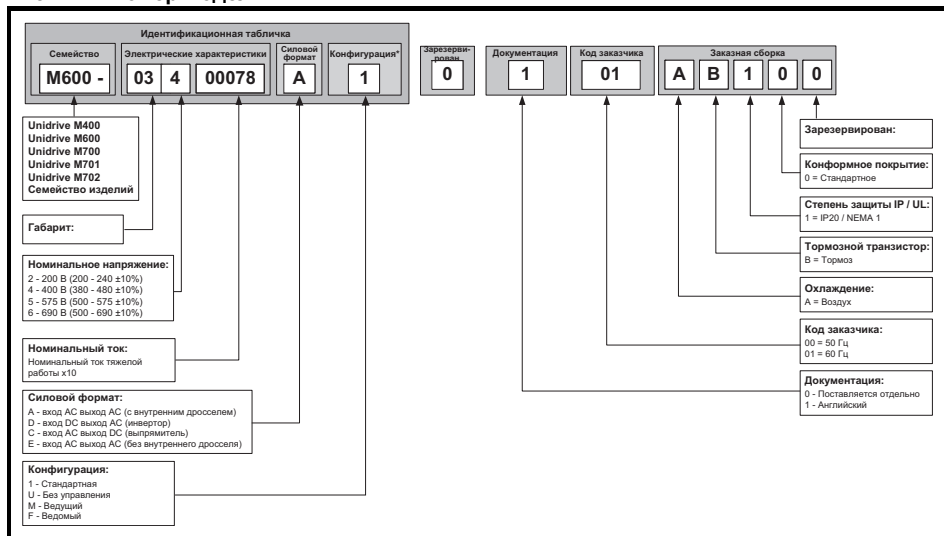 Идентификационная табличка
Семейство
Электрические характеристики
Силовой
формат
Конфигурация*
Зарезерви-
рован
Документация
Код заказчика
Заказная сборка
M600 -
03
4
00078
A
1
0
1
01
A
B
1
0
0
Unidrive M400
Unidrive M600
Unidrive M700
Unidrive M701
Unidrive M702
Семейство изделий
Габарит:
Номинальное напряжение:
2 - 200 В (200 - 240 ±10%)
4 - 400 В (380 - 480 ±10%)
5 - 575 В (500 - 575 ±10%)
6 - 690 В (500 - 690 ±10%)
Номинальный ток:
Номинальный ток тяжелой
работы x10
Силовой формат:
A - вход AC выход AC (с внутренним дросселем)
D - вход DC выход AC (инвертор)
C - вход AC выход DC (выпрямитель)
E - вход AC выход AC (без внутреннего дросселя)
Конфигурация:
1 - Стандартная
U - Без управления
M - Ведущий
F - Ведомый
Зарезервирован:
Конформное покрытие:
0 = Стандартное
Степень защиты IP / UL:
1 = IP20 / NEMA 1
Тормозной транзистор:
B = Тормоз
Охлаждение:
A = Воздух
Код заказчика:
00 = 50 Гц
01 = 60 Гц
Документация:
0 - Поставляется отдельно
1 - Английский